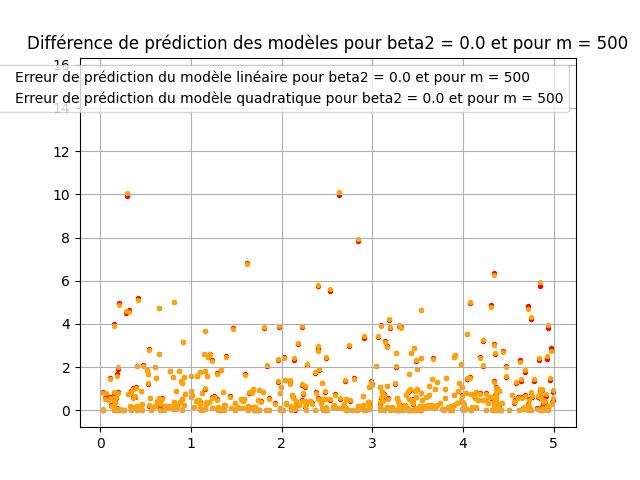 Différence de prédiction des modèles pour beta2 = 0.0 et pour m = 500
Erreur de prédiction du modèle linéaire pour beta2 = 0.0 et pour m = 500
Erreur de prédiction du modèle quadratique pour beta2 = 0.0 et pour m = 500
16
14
12
10
8
6
4
2
0
0 1 2 3 4 5